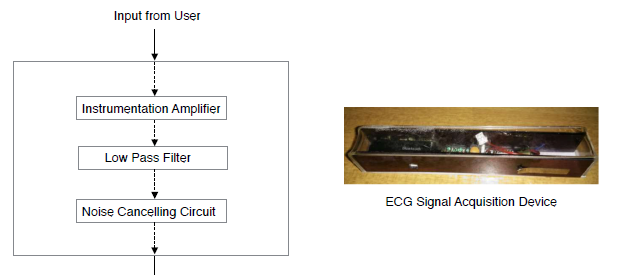 Input from User
Instrumentation Amplifier
Low Pass Filter
Noise Cancelling Circuit
ECG Signal Acquisition Device